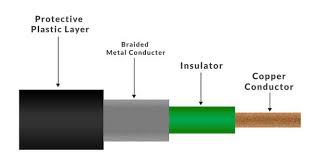 Protective
Plastic Layer
Braided
Metal Conducter
Insulator
Copper
Conductor